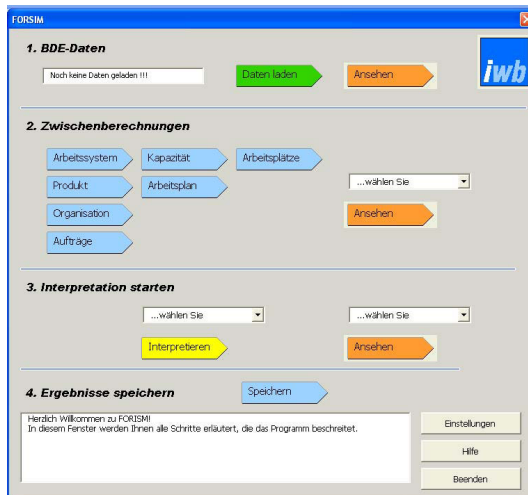 FORSIM
1. BDE-Daten
Noch keine Daten geladen !!!
Daten laden
Ansehen
iwb
2. Zwischenberechnungen
Arbeitssystem
Kapazität
Arbeitsplätze
Produkt
Arbeitsplan
...wählen Sie
Organisation
Ansehen
Aufträge
3. Interpretation starten
...wählen Sie
...wählen Sie
Interpretieren
Ansehen
4. Ergebnisse speichern
Speichern
Herzlich Willkommen zu FORISM!
In diesem Fenster werden Ihnen alle Schritte erläutert, die das Programm beschreitet.
Einstellungen
Hilfe
Beenden